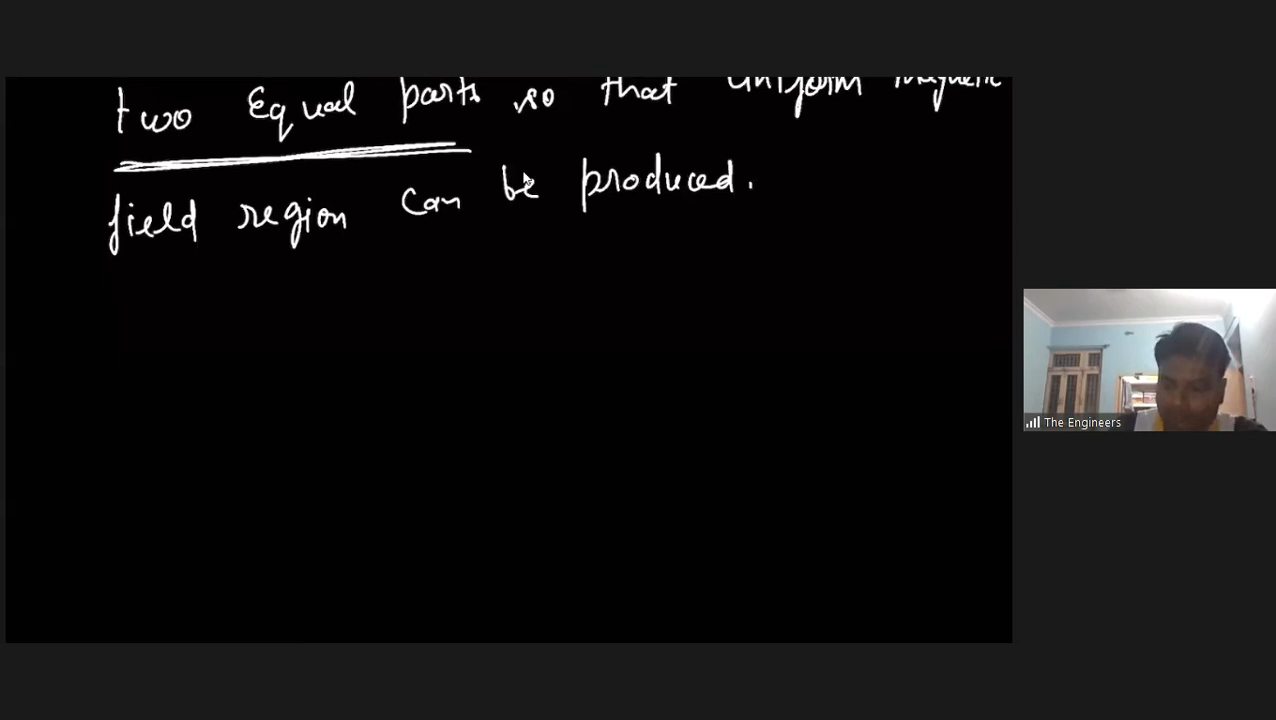 two Equal parts so that uniform magnetic
field region can be produced.
The Engineers